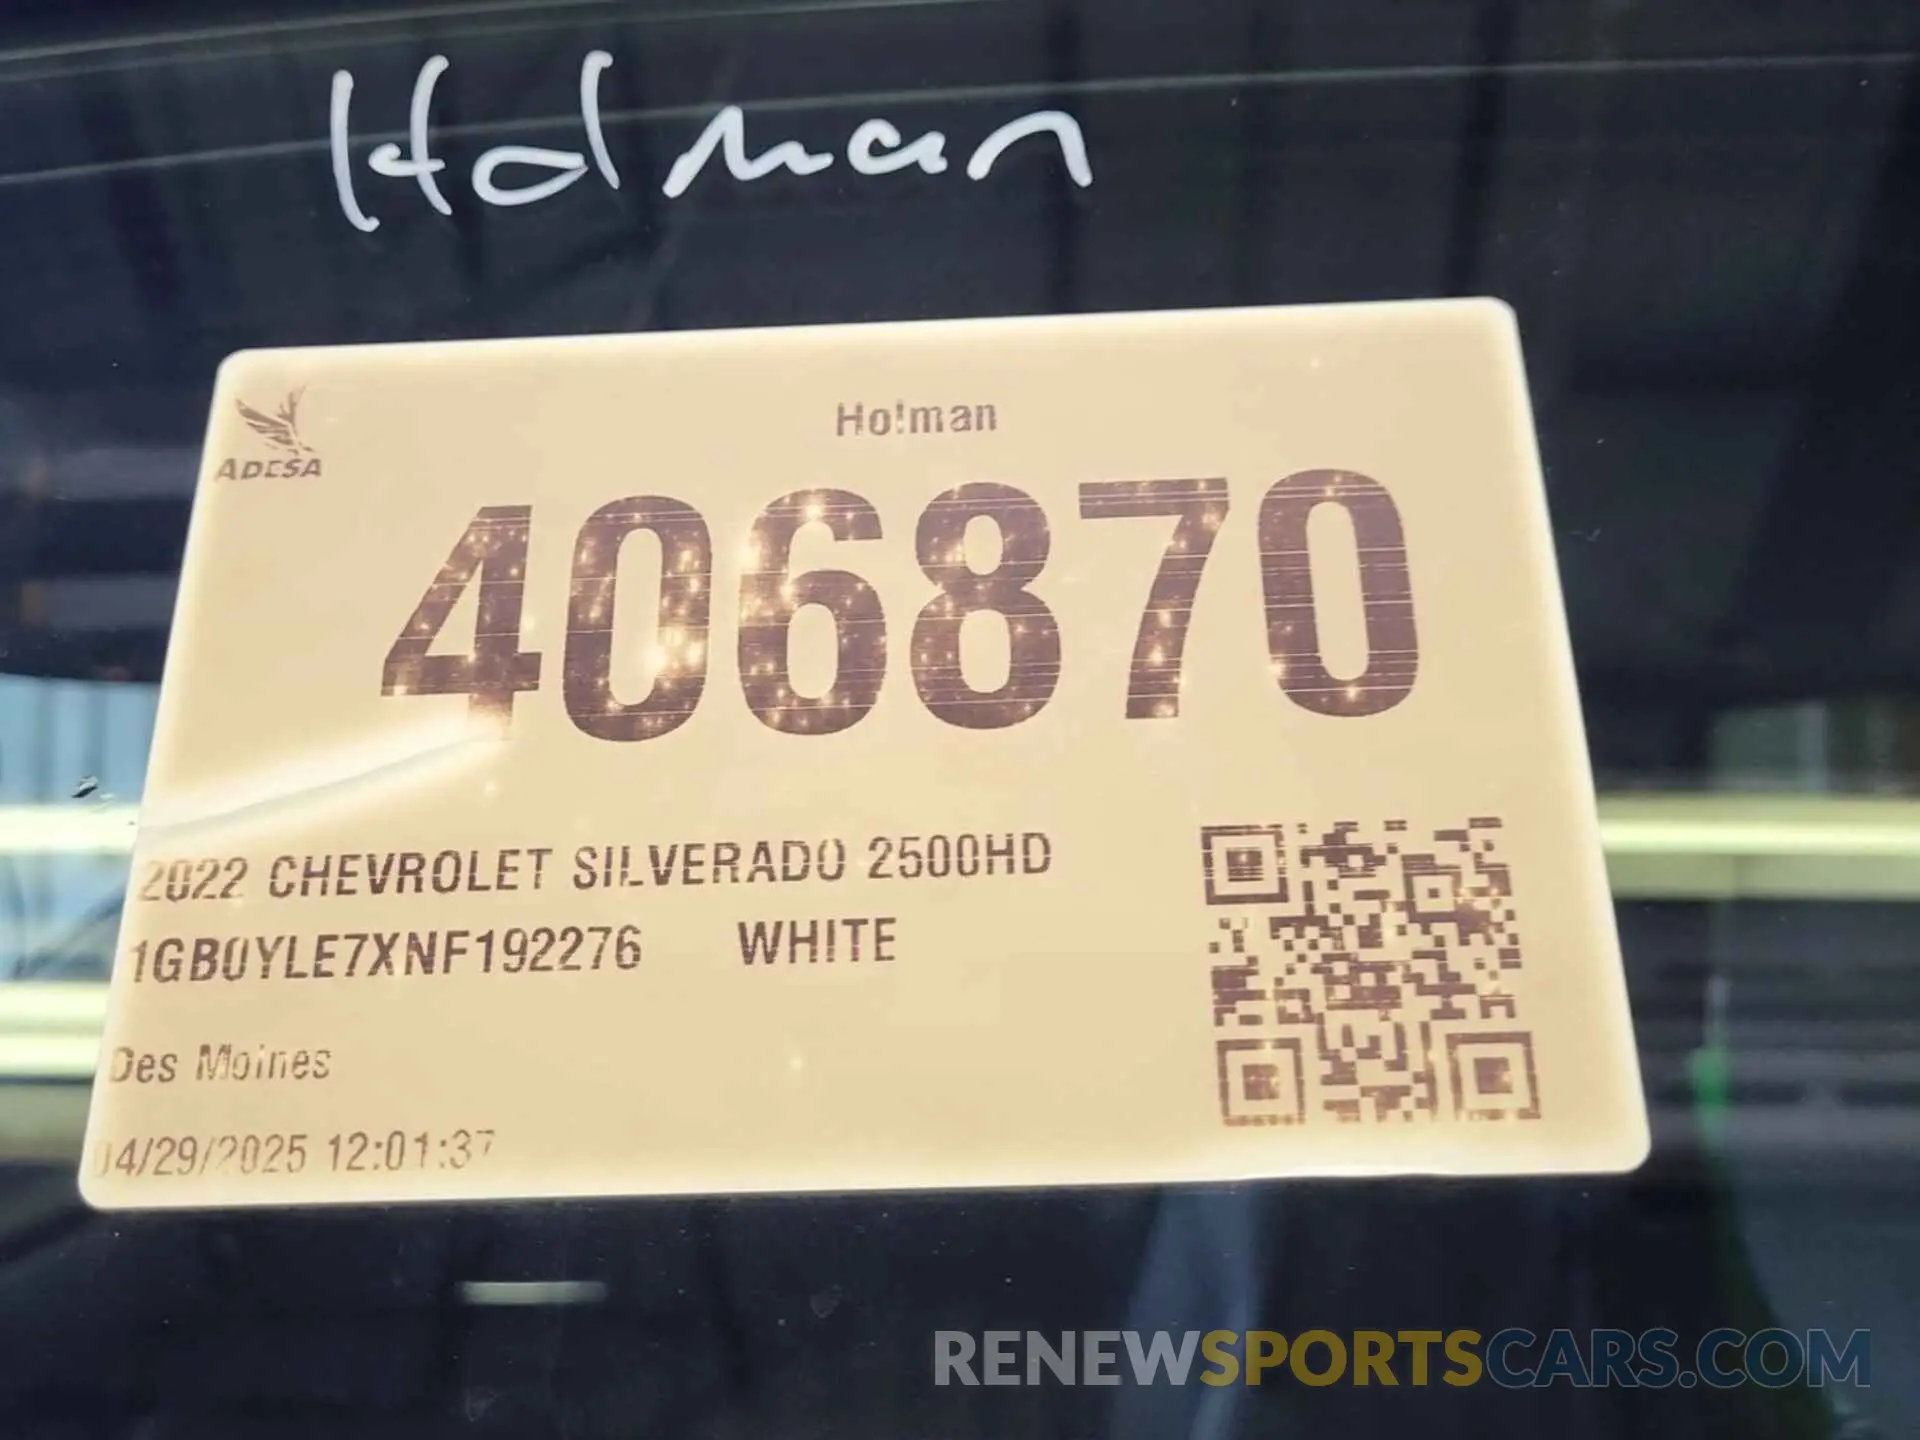 Holman
Holman
ADESA
406870
2022 CHEVROLET SILVERADO 2500HD
1GB0YLE7XNF192276 WHITE
Des Moines
04/29/2025 12:01:37
RENEWSPORTSCARS.COM